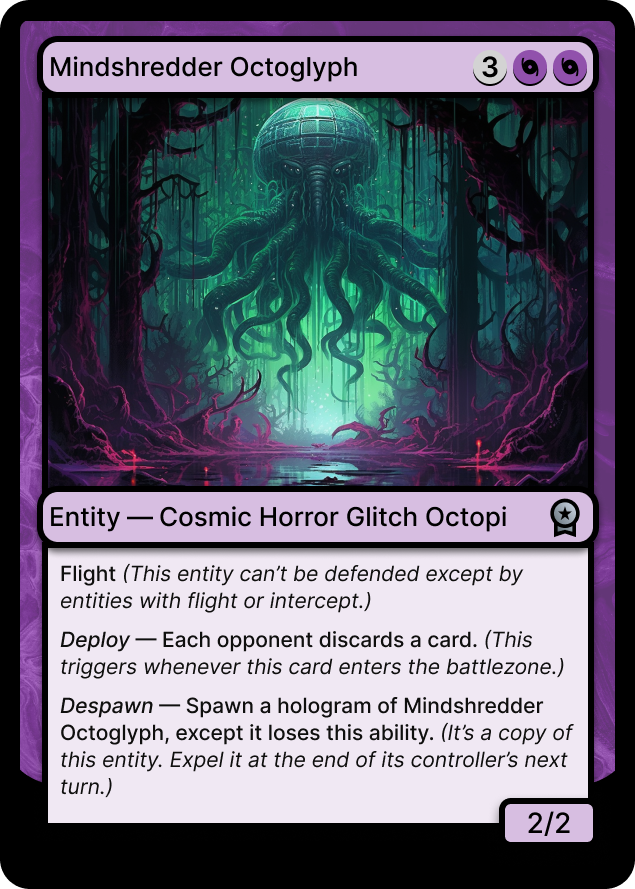 Mindshredder Octoglyph
3
Entity — Cosmic Horror Glitch Octopi
Flight (This entity can’t be defended except by
entities with flight or intercept.)
Deploy — Each opponent discards a card. (This
triggers whenever this card enters the battlezone.)
Despawn — Spawn a hologram of Mindshredder
Octoglyph, except it loses this ability. (It’s a copy of
this entity. Expel it at the end of its controller’s next
turn.)
2/2